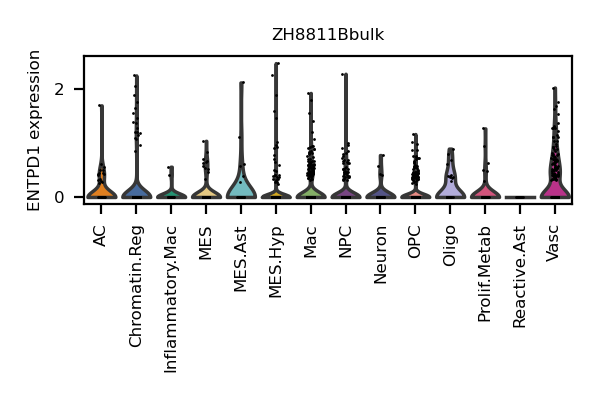 ZH8811Bbulk
ENTPD1 expression
2
0
AC
Chromatin.Reg
Inflammatory.Mac
MES
MES.Ast
MES.Hyp
Mac
NPC
Neuron
OPC
Oligo
Prolif.Metab
Reactive.Ast
Vasc